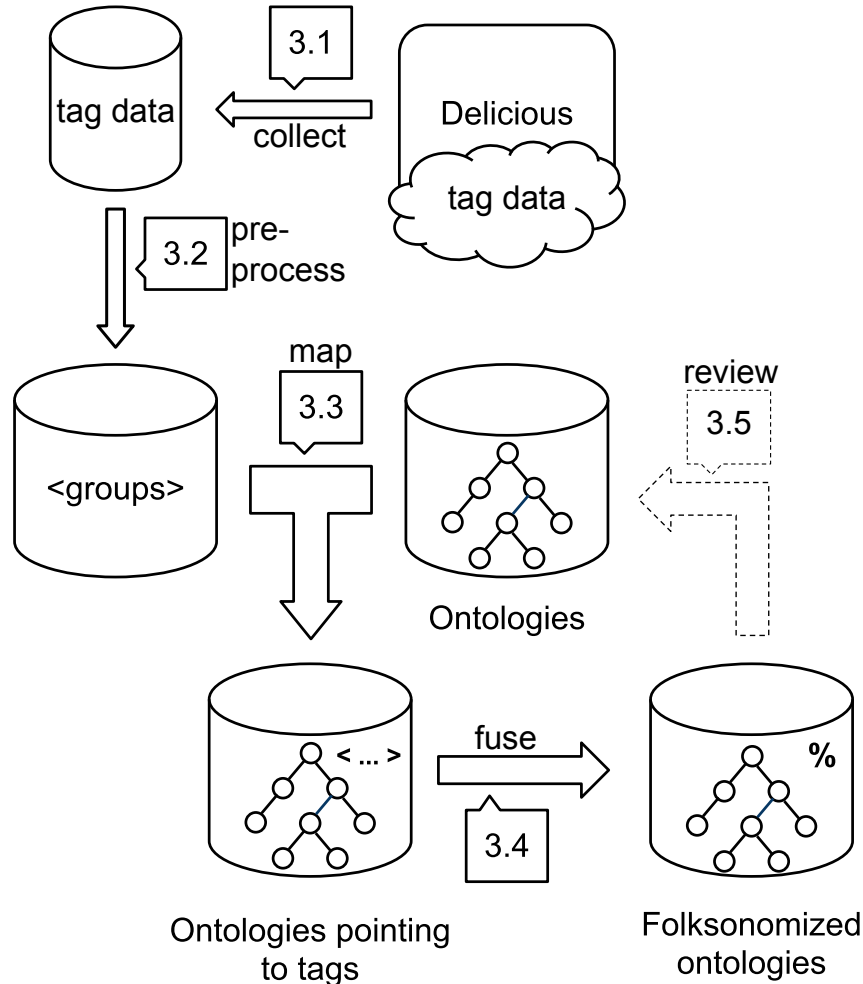 3.1
tag data
Delicious
collect
tag data
3.2
pre-
process
map
3.3
review
3.5
<groups>
Ontologies
< ... >
fuse
%
3.4
Ontologies pointing
to tags
Folksonomized
ontologies